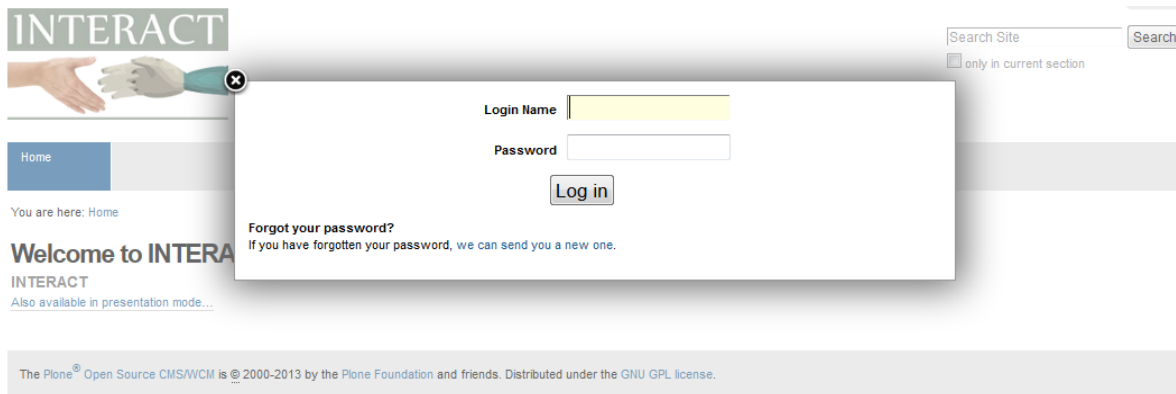 INTERACT
Search Site
Search
only in current section
Login Name
Password
Home
Log in
You are here: Home
Forgot your password?
If you have forgotten your password, we can send you a new one.
Welcome to INTERA
INTERACT
Also available in presentation mode...
The Plone® Open Source CMS/WCM is © 2000-2013 by the Plone Foundation and friends. Distributed under the GNU GPL license.